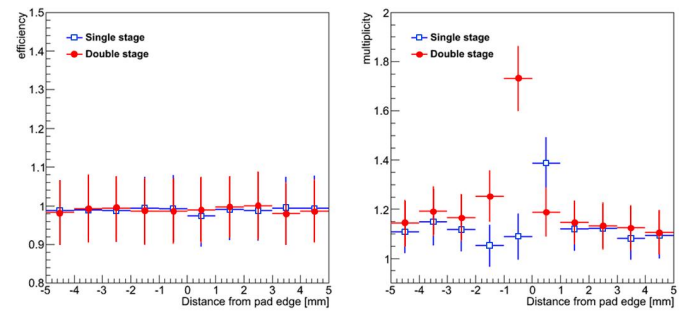 efficiency
1.5
1.4
1.3
1.2
1.1
1
0.9
0.8
Single stage
Double stage
-5 -4 -3 -2 -1 0 1 2 3 4 5
Distance from pad edge [mm]
multiplicity
2
1.8
1.6
1.4
1.2
1
Single stage
Double stage
-5 -4 -3 -2 -1 0 1 2 3 4 5
Distance from pad edge [mm]